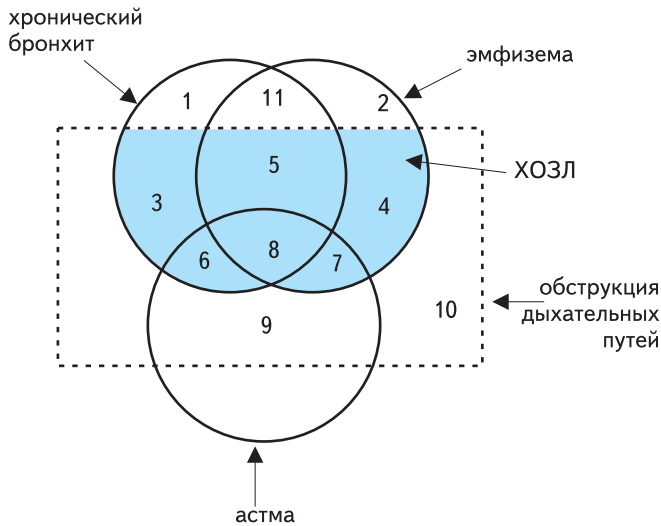 хронический
бронхит
эмфизема
1
11
2
5
ХОЗЛ
3
4
6
8
7
обструкция
дыхательных
путей
10
9
астма